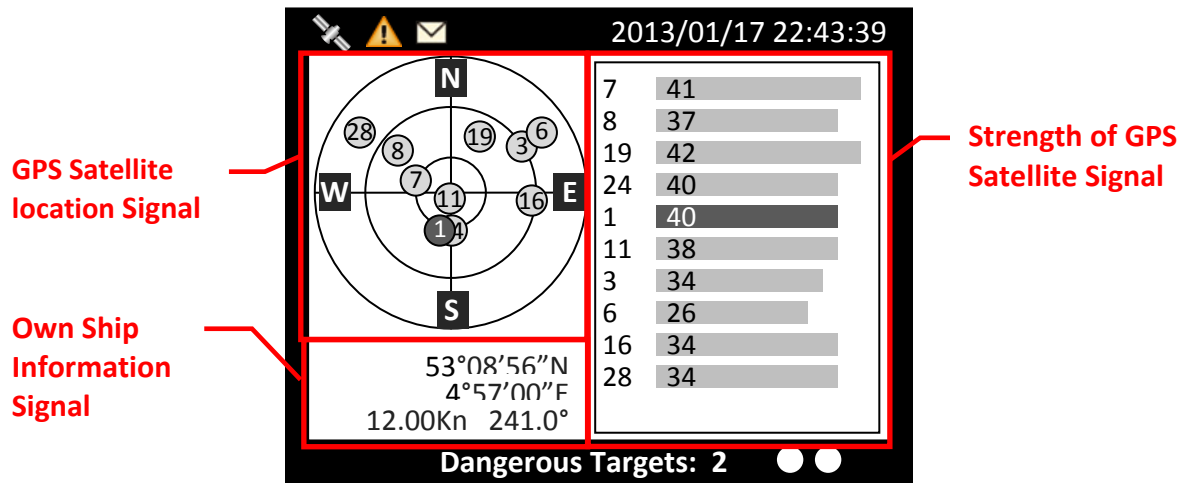 2013/01/17 22:43:39
GPS Satellite
location Signal
N
28
8
19
3
6
7
W
11
16
E
1
4
S
7 41
8 37
19 42
24 40
1 40
11 38
3 34
6 26
16 34
28 34
Strength of GPS
Satellite Signal
Own Ship
Information
Signal
53°08’56”N
4°57’00”E
12.00Kn 241.0°
Dangerous Targets: 2